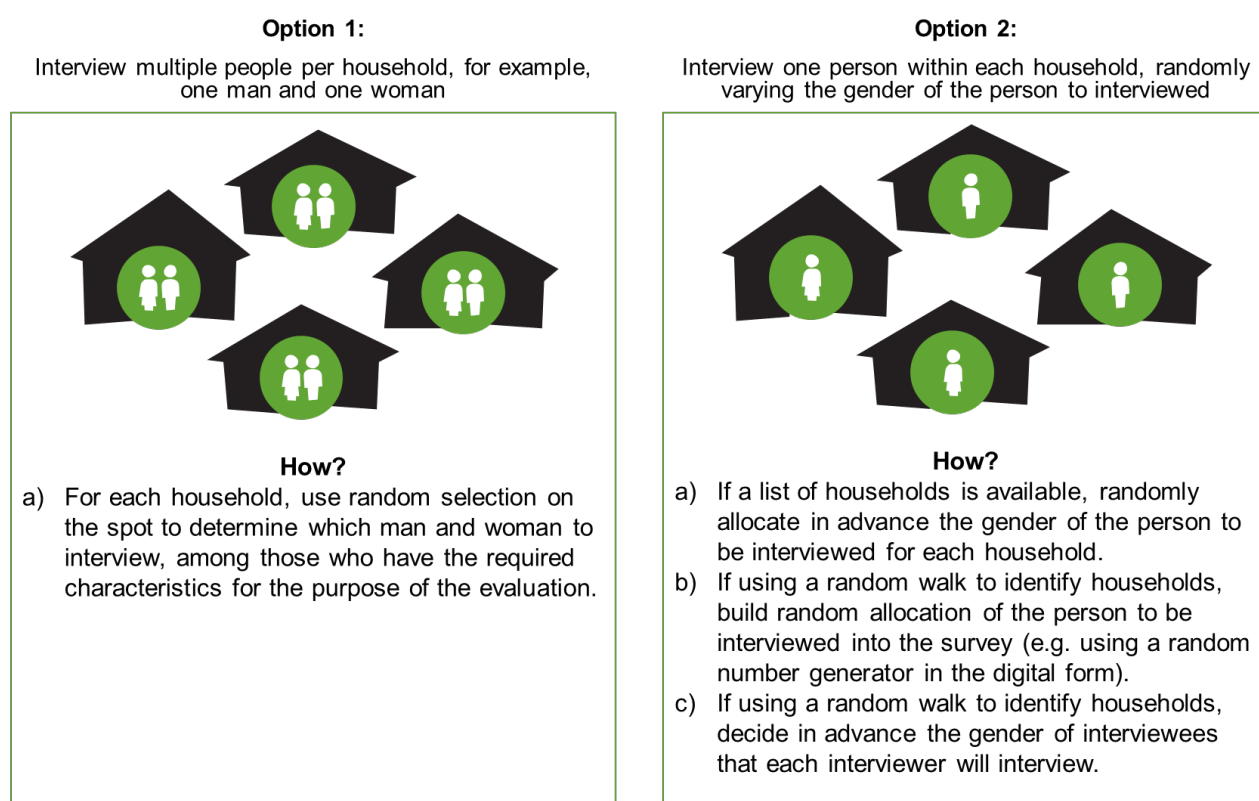 Option 1:
Interview multiple people per household, for example,
one man and one woman
How?
a) For each household, use random selection on
the spot to determine which man and woman to
interview, among those who have the required
characteristics for the purpose of the evaluation.
Option 2:
Interview one person within each household, randomly
varying the gender of the person to interviewed
How?
a) If a list of households is available, randomly
allocate in advance the gender of the person to
be interviewed for each household.
b) If using a random walk to identify households,
build random allocation of the person to be
interviewed into the survey (e.g. using a random
number generator in the digital form).
c) If using a random walk to identify households,
decide in advance the gender of interviewees
that each interviewer will interview.